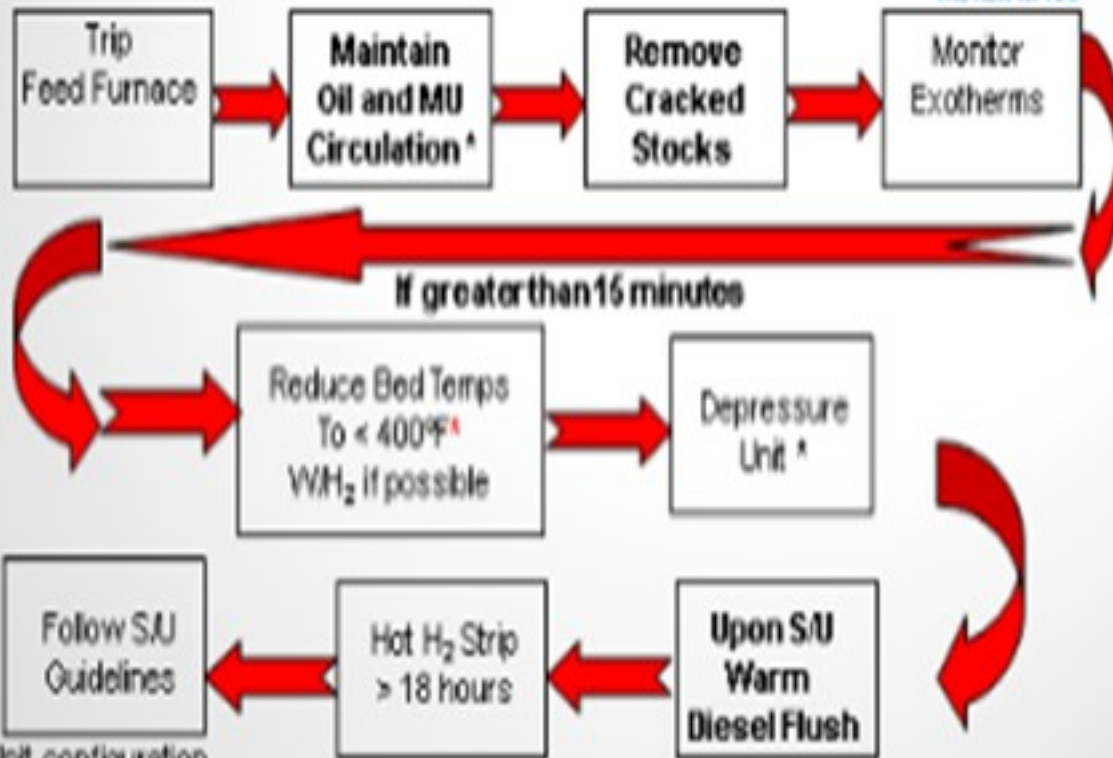 Trip
Feed Furnace
Maintain
Oil and MU
Circulation *
Remove
Cracked
Stocks
Monitor
Exotherms
If greater than 15 minutes
Reduce Bed Temps
To < 400ºF*
W/H₂ if possible
Depressure
Unit *
Upon S/U
Warm
Diesel Flush
Hot H₂ Strip
> 18 hours
Follow S/U
Guidelines
configuration